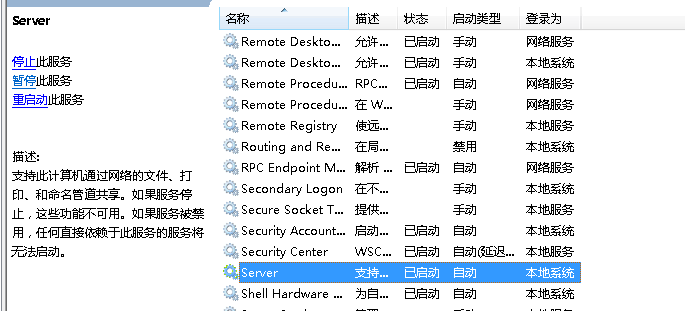 Server
停止此服务
暂停此服务
重启动此服务
描述:
支持此计算机通过网络的文件、打
印、和命名管道共享。如果服务停
止，这些功能不可用。如果服务被禁
用，任何直接依赖于此服务的服务将
无法启动。
名称 描述 状态 启动类型 登录为
Remote Deskto... 允许... 已启动 手动 网络服务
Remote Deskto... 允许... 已启动 手动 本地系统
Remote Procedu... RPC... 已启动 自动 网络服务
Remote Procedu... 在 W... 手动 网络服务
Remote Registry 使远... 手动 本地服务
Routing and Re... 在局... 禁用 本地系统
RPC Endpoint M... 解析 ... 已启动 自动 网络服务
Secondary Logon 在不... 手动 本地系统
Secure Socket T... 提供... 手动 本地服务
Security Account... 启动... 已启动 自动 本地系统
Security Center WSC... 已启动 自动(延迟... 本地服务
Server 支持... 已启动 自动 本地系统
Shell Hardware ... 为自... 已启动 自动 本地系统